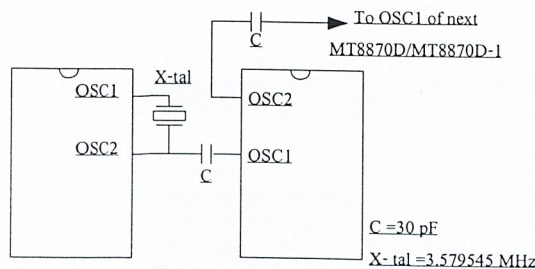 To OSC1 of next
C
MT8870D/MT8870D-1
X-tal
OSC1
OSC2
OSC2
OSC1
C
C =30 pF
X- tal =3.579545 MHz